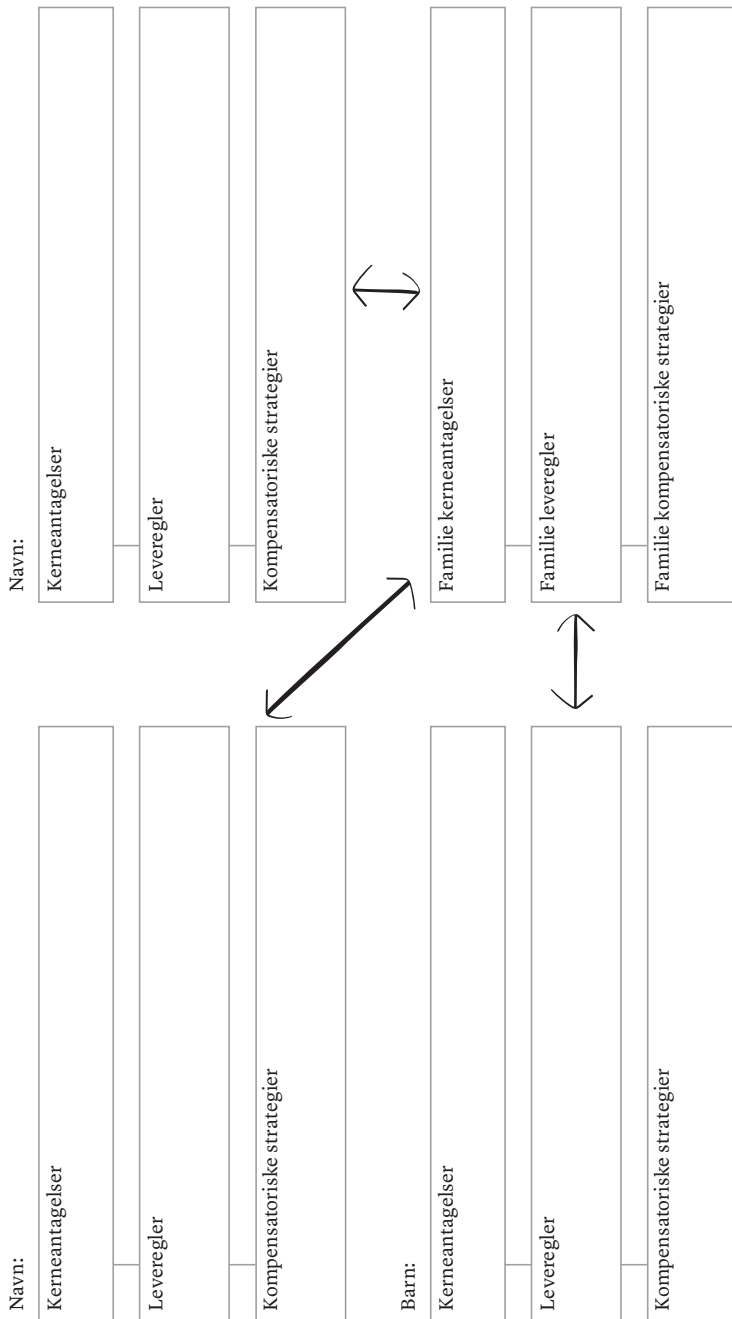 Navn:
Kerneantagelser
Leveregler
Kompensatoriske strategier
Navn:
Kerneantagelser
Leveregler
Kompensatoriske strategier
Barn:
Kerneantagelser
Leveregler
Kompensatoriske strategier
Familie kerneantagelser
Familie leveregler
Familie kompensatoriske strategier